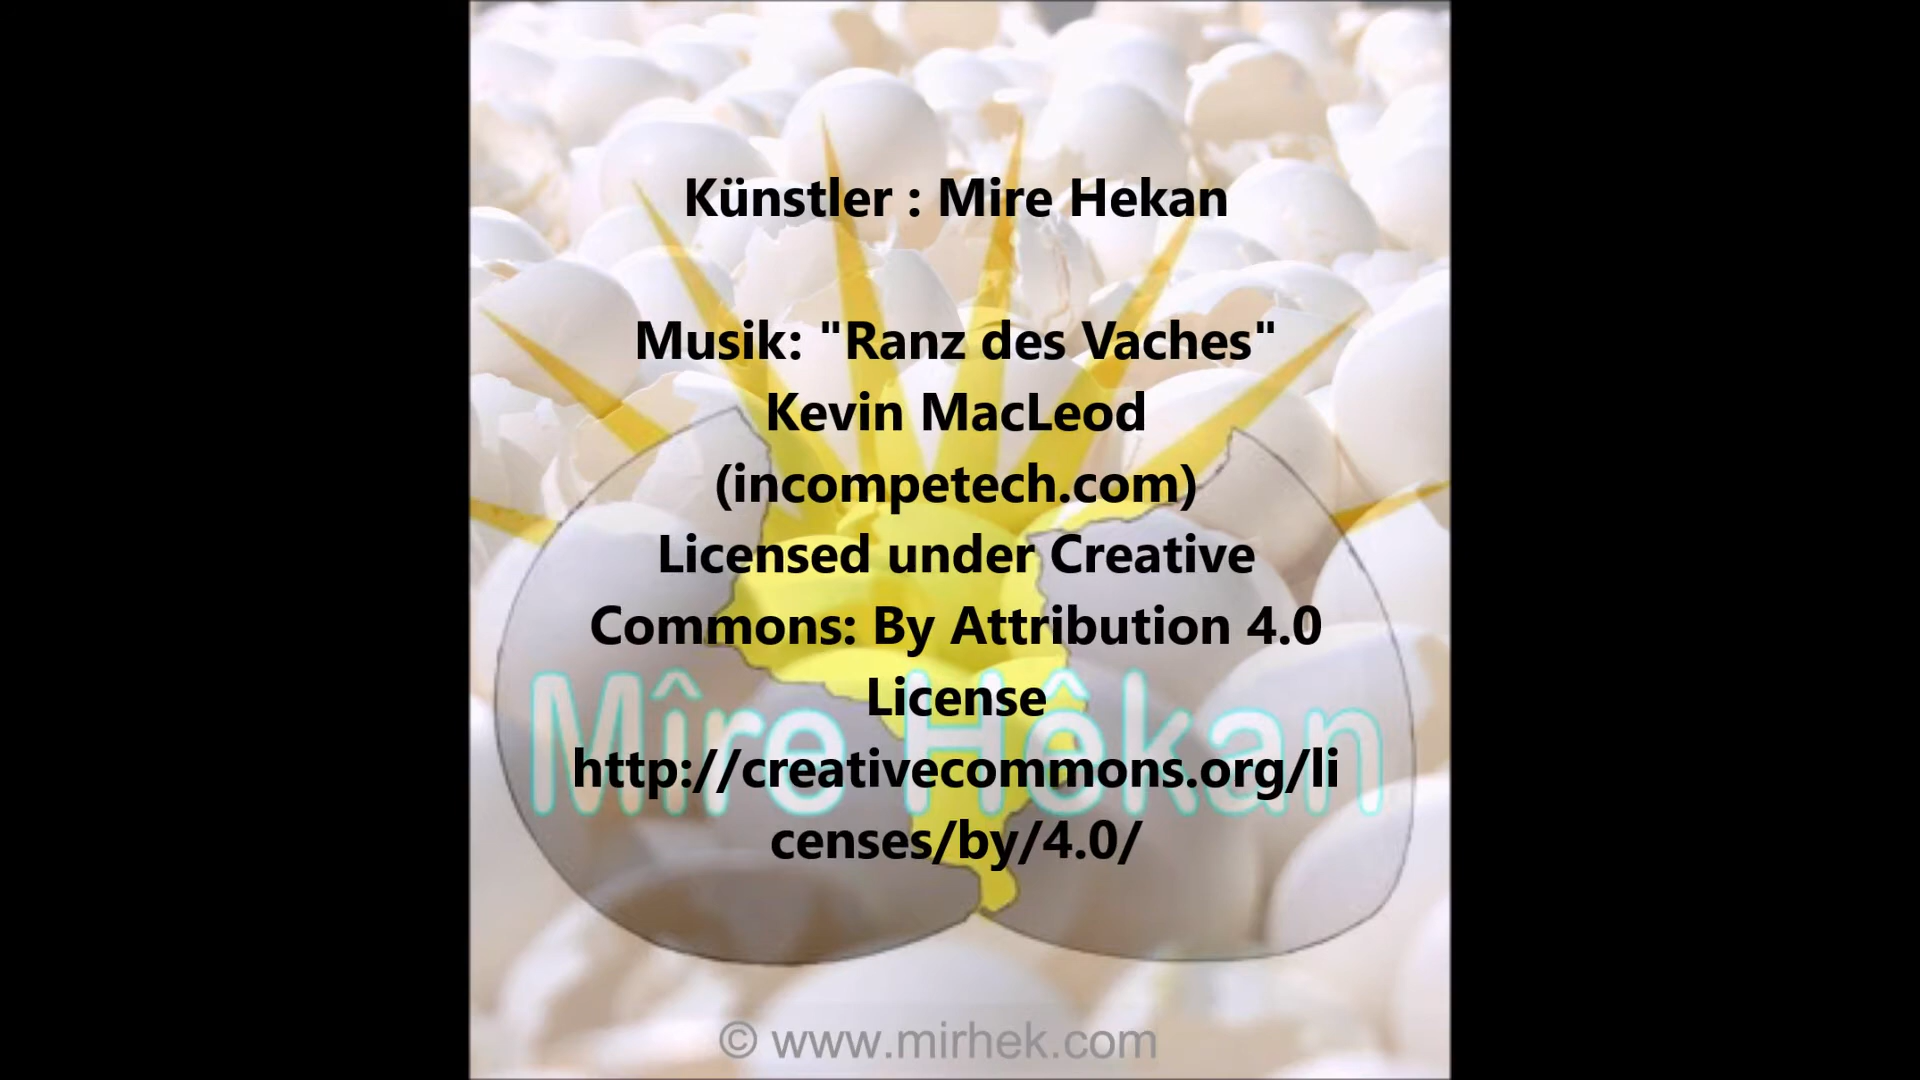 Künstler : Mire Hekan
Musik: "Ranz des Vaches"
Kevin MacLeod
(incompetech.com)
Licensed under Creative
Commons: By Attribution 4.0
License
Mîre Hêkan
http://creativecommons.org/li
censes/by/4.0/
© www.mirhek.com